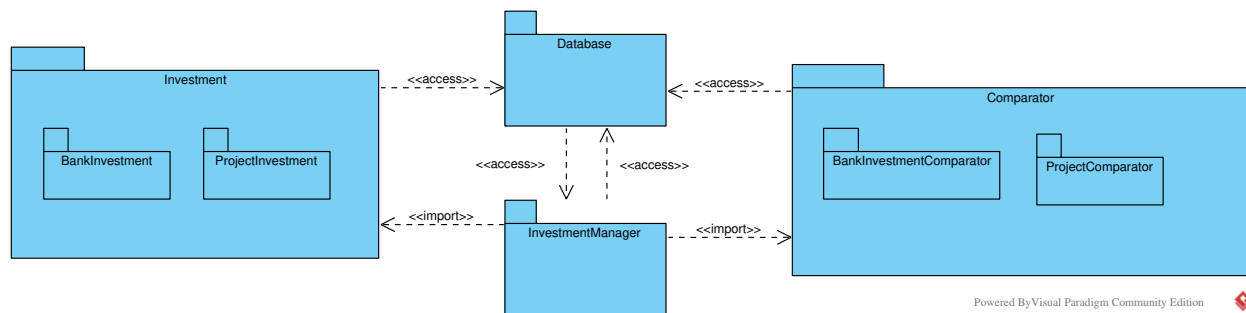 Database
Investment
<<access>>
<<access>>
Comparator
BankInvestment
ProjectInvestment
<<access>>
<<access>>
BankInvestmentComparator
ProjectComparator
<<import>>
InvestmentManager
<<import>>
Powered ByVisual Paradigm Community Edition